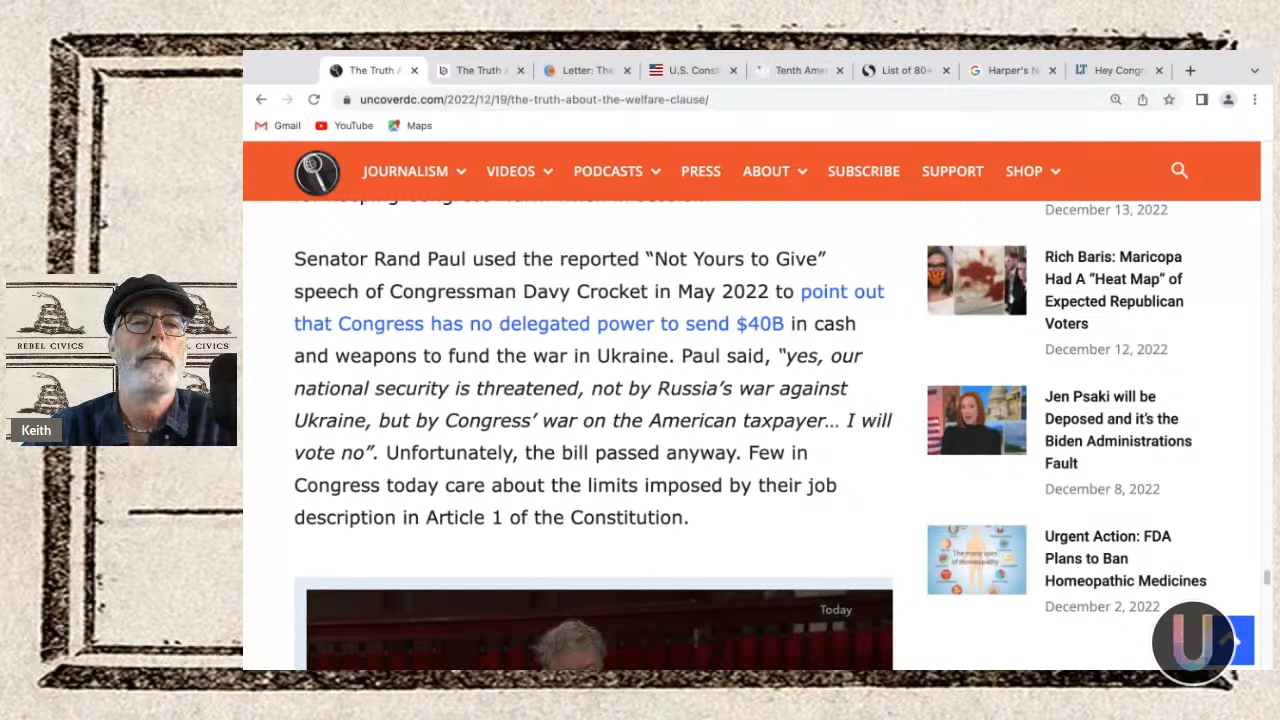 The Truth A
The Truth A
Letter: The
U.S. Const
Tenth Ame
List of 80+
Harper's N
Hey Congr
uncoverdc.com/2022/12/19/the-truth-about-the-welfare-clause/
Gmail
YouTube
Maps
JOURNALISM
VIDEOS
PODCASTS
PRESS
ABOUT
SUBSCRIBE
SUPPORT
SHOP
Senator Rand Paul used the reported “Not Yours to Give”
speech of Congressman Davy Crocket in May 2022 to point out
that Congress has no delegated power to send $40B in cash
and weapons to fund the war in Ukraine. Paul said, “yes, our
national security is threatened, not by Russia’s war against
Ukraine, but by Congress’ war on the American taxpayer… I will
vote no”. Unfortunately, the bill passed anyway. Few in
Congress today care about the limits imposed by their job
description in Article 1 of the Constitution.
Today
December 13, 2022
Rich Baris: Maricopa
Had A “Heat Map” of
Expected Republican
Voters
December 12, 2022
Jen Psaki will be
Deposed and it’s the
Biden Administrations
Fault
December 8, 2022
The many uses
of Homeopathy
Urgent Action: FDA
Plans to Ban
Homeopathic Medicines
December 2, 2022
U
REBEL CIVICS
CIVICS
Keith